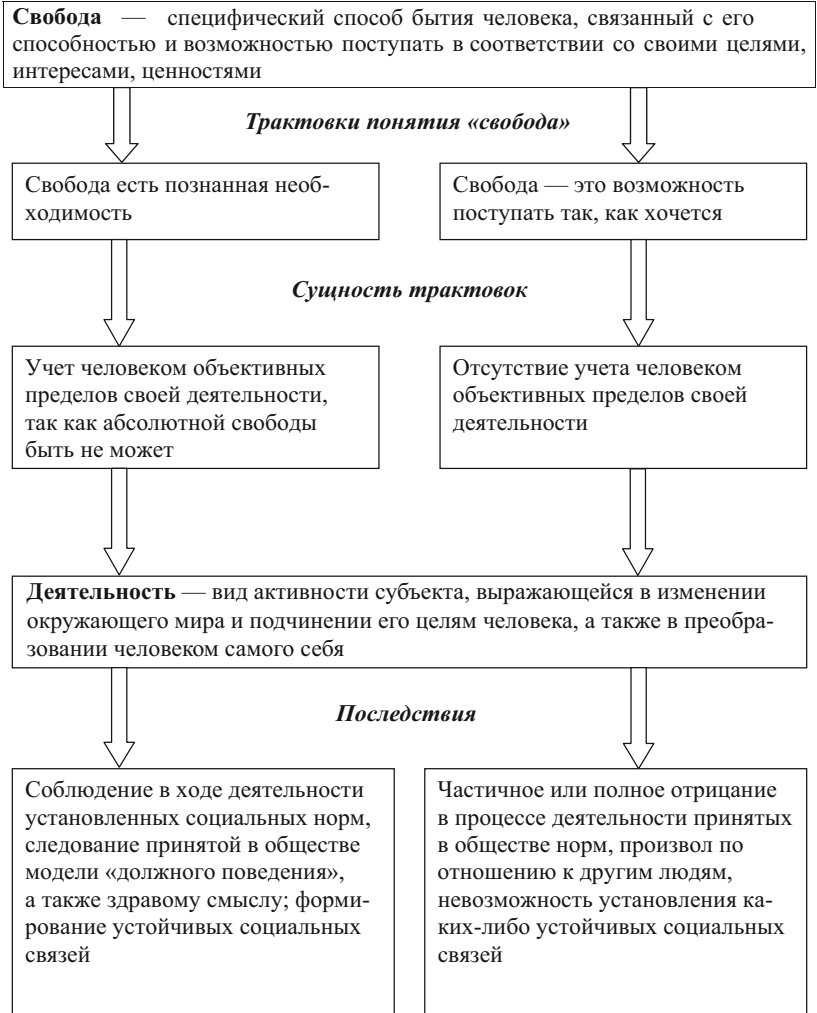 Свобода — специфический способ бытия человека, связанный с его
способностью и возможностью поступать в соответствии со своими целями,
интересами, ценностями
Трактовки понятия «свобода»
Свобода есть познанная необ-
ходимость
Свобода — это возможность
поступать так, как хочется
Сущность трактовок
Учет человеком объективных
пределов своей деятельности,
так как абсолютной свободы
быть не может
Отсутствие учета человеком
объективных пределов своей
деятельности
Деятельность — вид активности субъекта, выражающейся в изменении
окружающего мира и подчинении его целям человека, а также в преобра-
зовании человеком самого себя
Последствия
Соблюдение в ходе деятельности
установленных социальных норм,
следование принятой в обществе
модели «должного поведения»,
а также здравому смыслу; форми-
рование устойчивых социальных
связей
Частичное или полное отрицание
в процессе деятельности принятых
в обществе норм, произвол по
отношению к другим людям,
невозможность установления ка-
ких-либо устойчивых социальных
связей